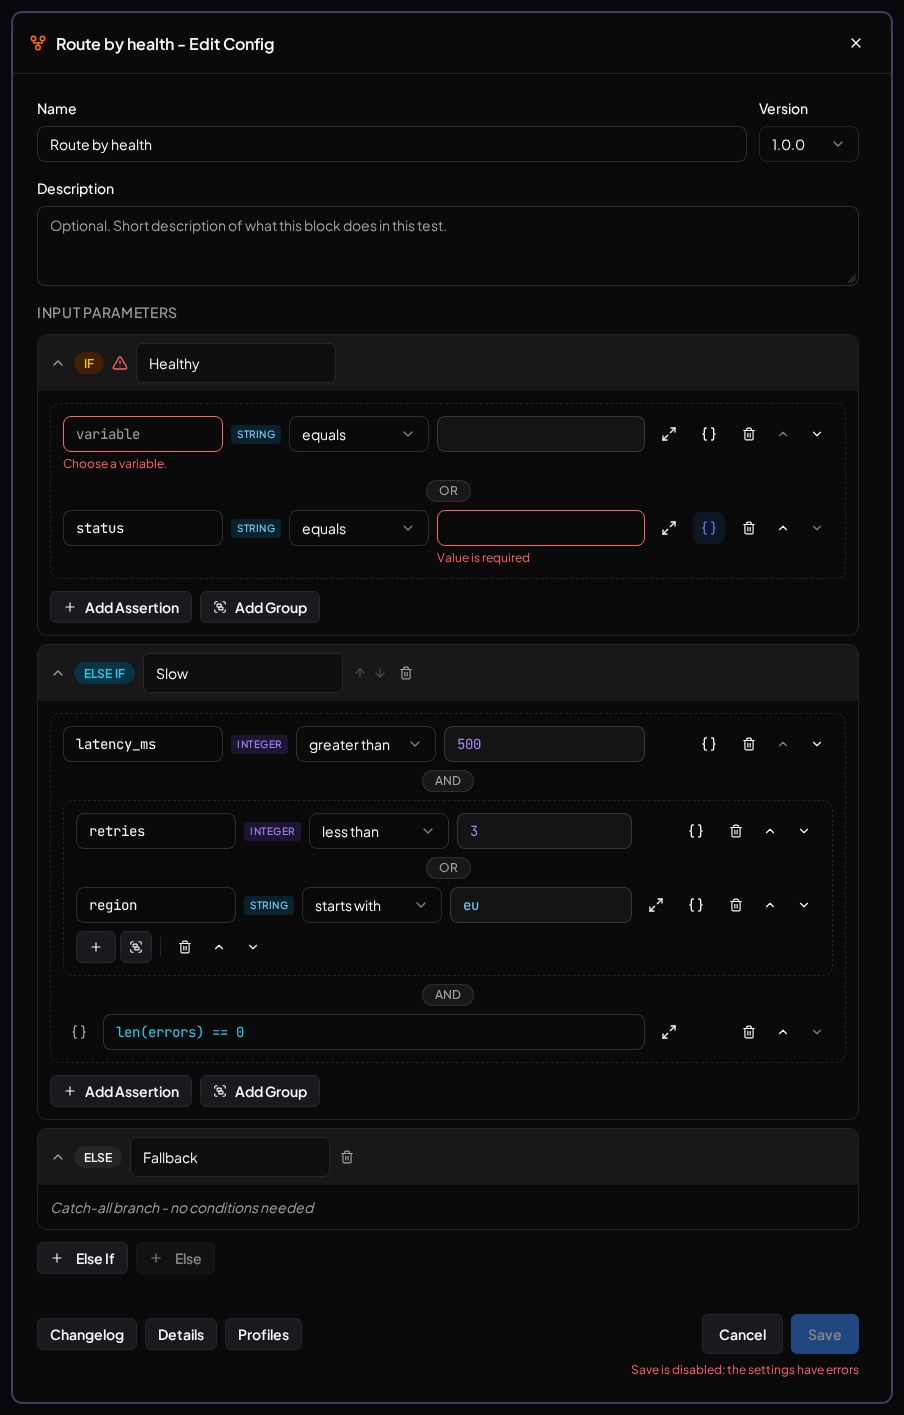 Route by health - Edit Config
Name
Version
Route by health
1.0.0
Description
Optional. Short description of what this block does in this test.
INPUT PARAMETERS
IF
Healthy
variable
STRING
equals
{}
Choose a variable.
OR
status
STRING
equals
{}
Value is required
+ Add Assertion
Add Group
ELSE IF
Slow
latency_ms
INTEGER
greater than
500
{}
AND
retries
INTEGER
less than
3
{}
OR
region
STRING
starts with
eu
{}
+
AND
{}
len(errors) == 0
+ Add Assertion
Add Group
ELSE
Fallback
Catch-all branch - no conditions needed
+ Else If
+ Else
Changelog
Details
Profiles
Cancel
Save
Save is disabled: the settings have errors